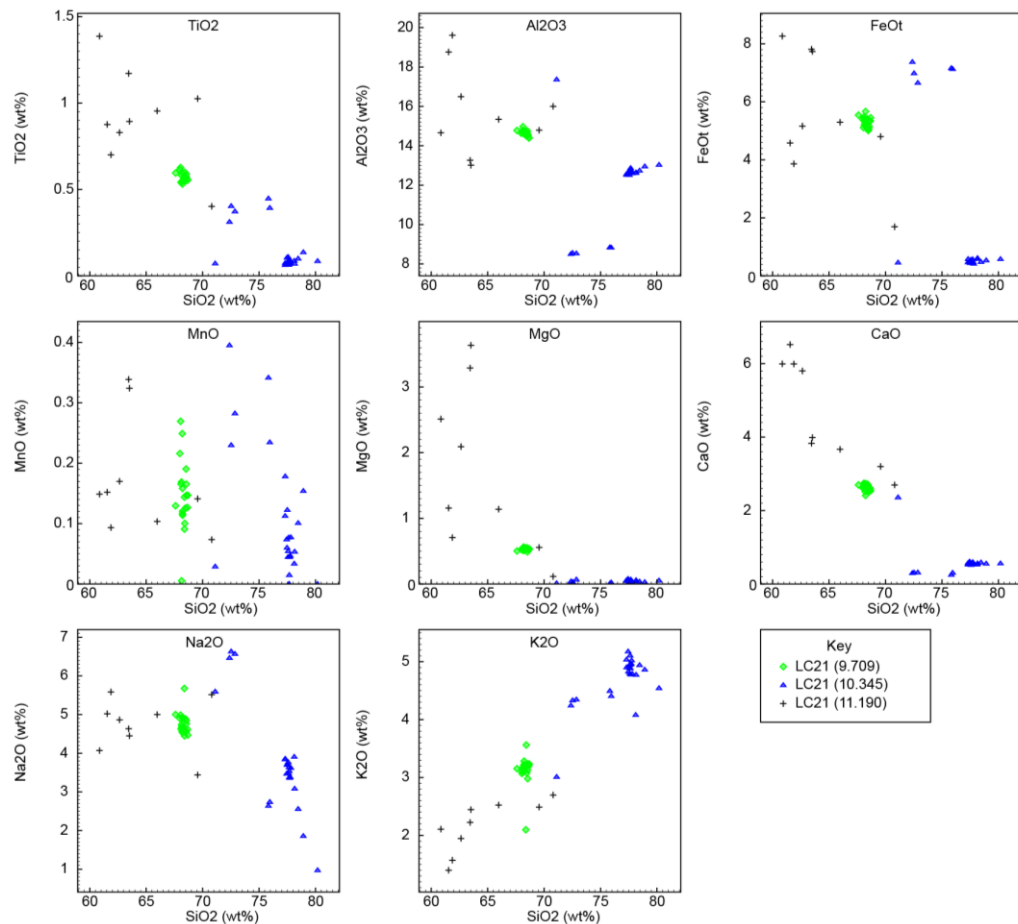 TiO2
1.5
1
0.5
0
TiO2 (wt%)
60 65 70 75 80
SiO2 (wt%)
Al2O3
20
18
16
14
12
10
8
Al2O3 (wt%)
60 65 70 75 80
SiO2 (wt%)
FeOt
8
6
4
2
0
FeOt (wt%)
60 65 70 75 80
SiO2 (wt%)
MnO
0.4
0.3
0.2
0.1
0
MnO (wt%)
60 65 70 75 80
SiO2 (wt%)
MgO
3
2
1
0
MgO (wt%)
60 65 70 75 80
SiO2 (wt%)
CaO
6
4
2
0
CaO (wt%)
60 65 70 75 80
SiO2 (wt%)
Na2O
7
6
5
4
3
2
1
Na2O (wt%)
60 65 70 75 80
SiO2 (wt%)
K2O
5
4
3
2
K2O (wt%)
60 65 70 75 80
SiO2 (wt%)
Key
LC21 (9.709)
LC21 (10.345)
LC21 (11.190)